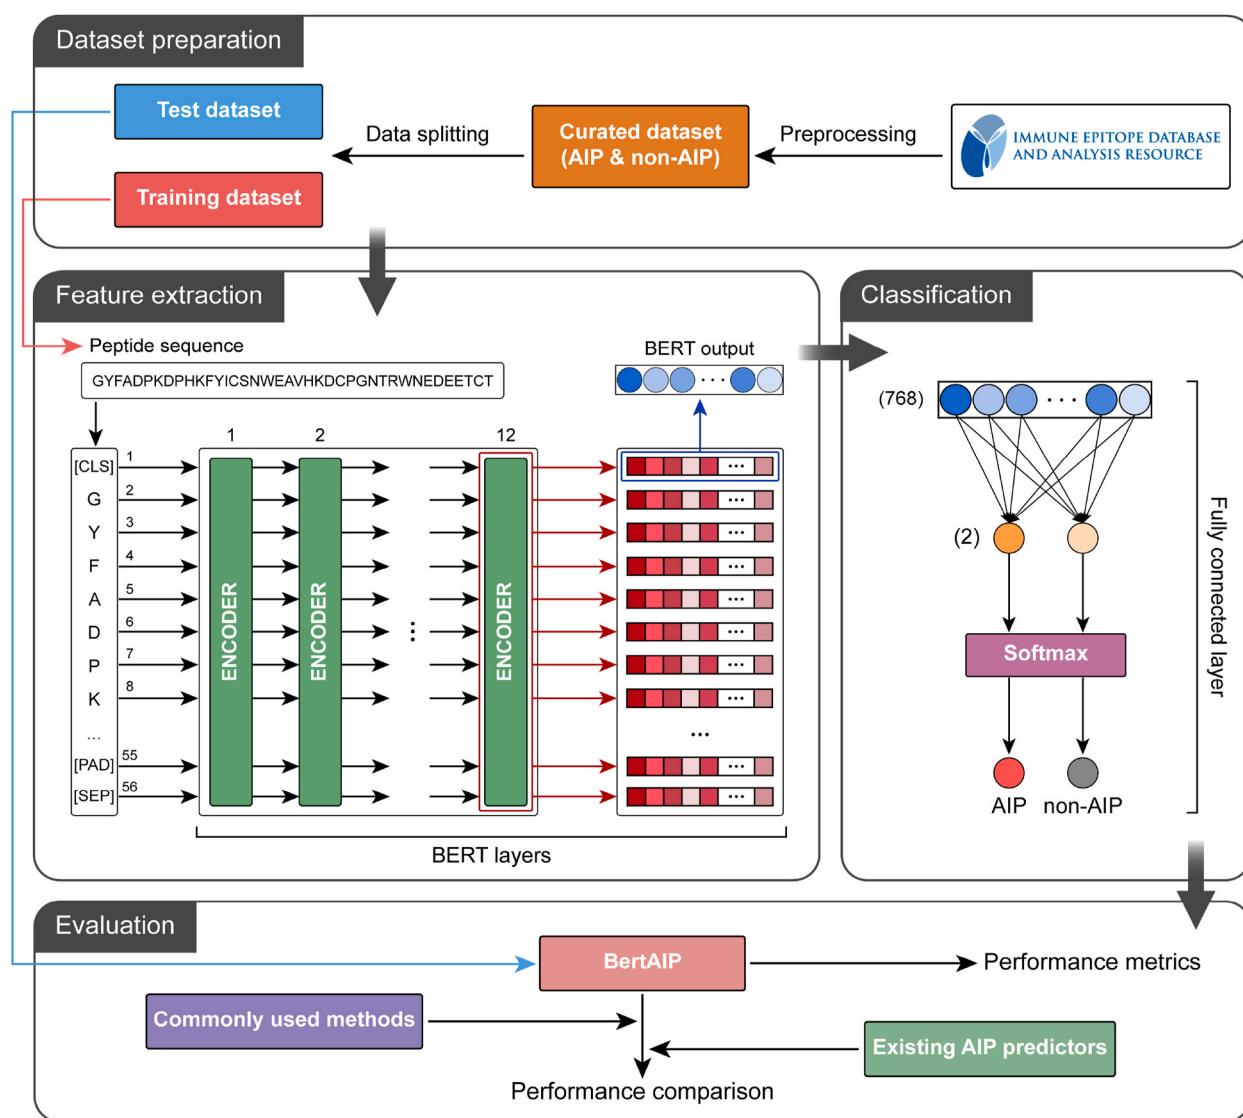 Dataset preparation
Test dataset
Training dataset
Data splitting
Curated dataset
(AIP & non-AIP)
Preprocessing
IMMUNE EPITOPE DATABASE
AND ANALYSIS RESOURCE
Feature extraction
Peptide sequence
GYFADPKDPHKFYICSNWEAVHKDCPGNTRWNEDEETCT
BERT output
1
2
12
[CLS]
1
G
2
Y
3
F
4
A
5
D
6
P
7
K
8
...
[PAD]
55
[SEP]
56
ENCODER
ENCODER
...
ENCODER
...
...
...
...
...
...
...
...
...
...
...
...
BERT layers
Classification
(768)
...
(2)
Softmax
AIP
non-AIP
Fully connected layer
Evaluation
BertAIP
Performance metrics
Commonly used methods
Existing AIP predictors
Performance comparison